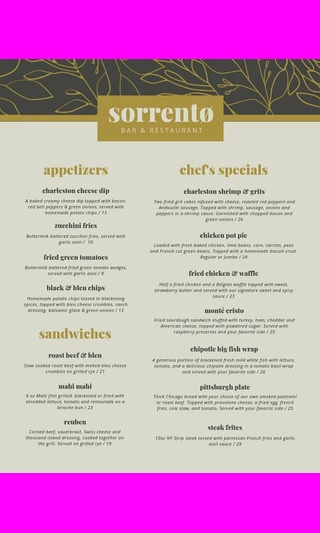 sorrentø
BAR & RESTAURANT
appetizers
charleston cheese dip
A baked creamy cheese dip topped with bacon,
red bell peppers & green onions, served with
homemade potato chips / 13
zucchini fries
Buttermilk battered zucchini fries, served with
garlic aioli / 10
fried green tomatoes
Buttermilk battered fried green tomato wedges,
served with garlic aioli / 9
black & bleu chips
Homemade potato chips tossed in blackening
spices, topped with bleu cheese crumbles, ranch
dressing, balsamic glaze & green onions / 13
sandwiches
roast beef & bleu
Slow cooked roast beef with melted bleu cheese
crumbles on grilled rye / 21
mahi mahi
6 oz Mahi filet grilled, blackened or fried with
shredded lettuce, tomato and remoulade on a
brioche bun / 25
reuben
Corned beef, sauerkraut, Swiss cheese and
thousand island dressing, cooked together on
the grill. Served on grilled rye / 19
chef's specials
charleston shrimp & grits
Two fried grit cakes infused with cheese, roasted red peppers and
Andouille sausage. Topped with shrimp, sausage, onions and
peppers in a shrimp sauce. Garnished with chopped bacon and
green onions / 26
chicken pot pie
Loaded with fresh baked chicken, lima beans, corn, carrots, peas
and French cut green beans. Topped with a homemade biscuit crust.
Regular or Jumbo / 24
fried chicken & waffle
Half a fried chicken and a Belgian waffle topped with sweet,
strawberry butter and served with our signature sweet and spicy
sauce / 23
monté cristo
Fried sourdough sandwich stuffed with turkey, ham, cheddar and
American cheese, topped with powdered sugar. Served with
raspberry preserves and your favorite side / 25
chipotle big fish wrap
A generous portion of blackened fresh mild white fish with lettuce,
tomato, and a delicious chipotle dressing in a tomato basil wrap
and served with your favorite side / 26
pittsburgh plate
Thick Chicago bread with your choice of our own smoked pastrami
or roast beef. Topped with provolone cheese, a fried egg, french
fries, cole slaw, and tomato. Served with your favorite side / 25
steak frites
10oz NY Strip steak served with parmesan French fries and garlic
aioli sauce / 29